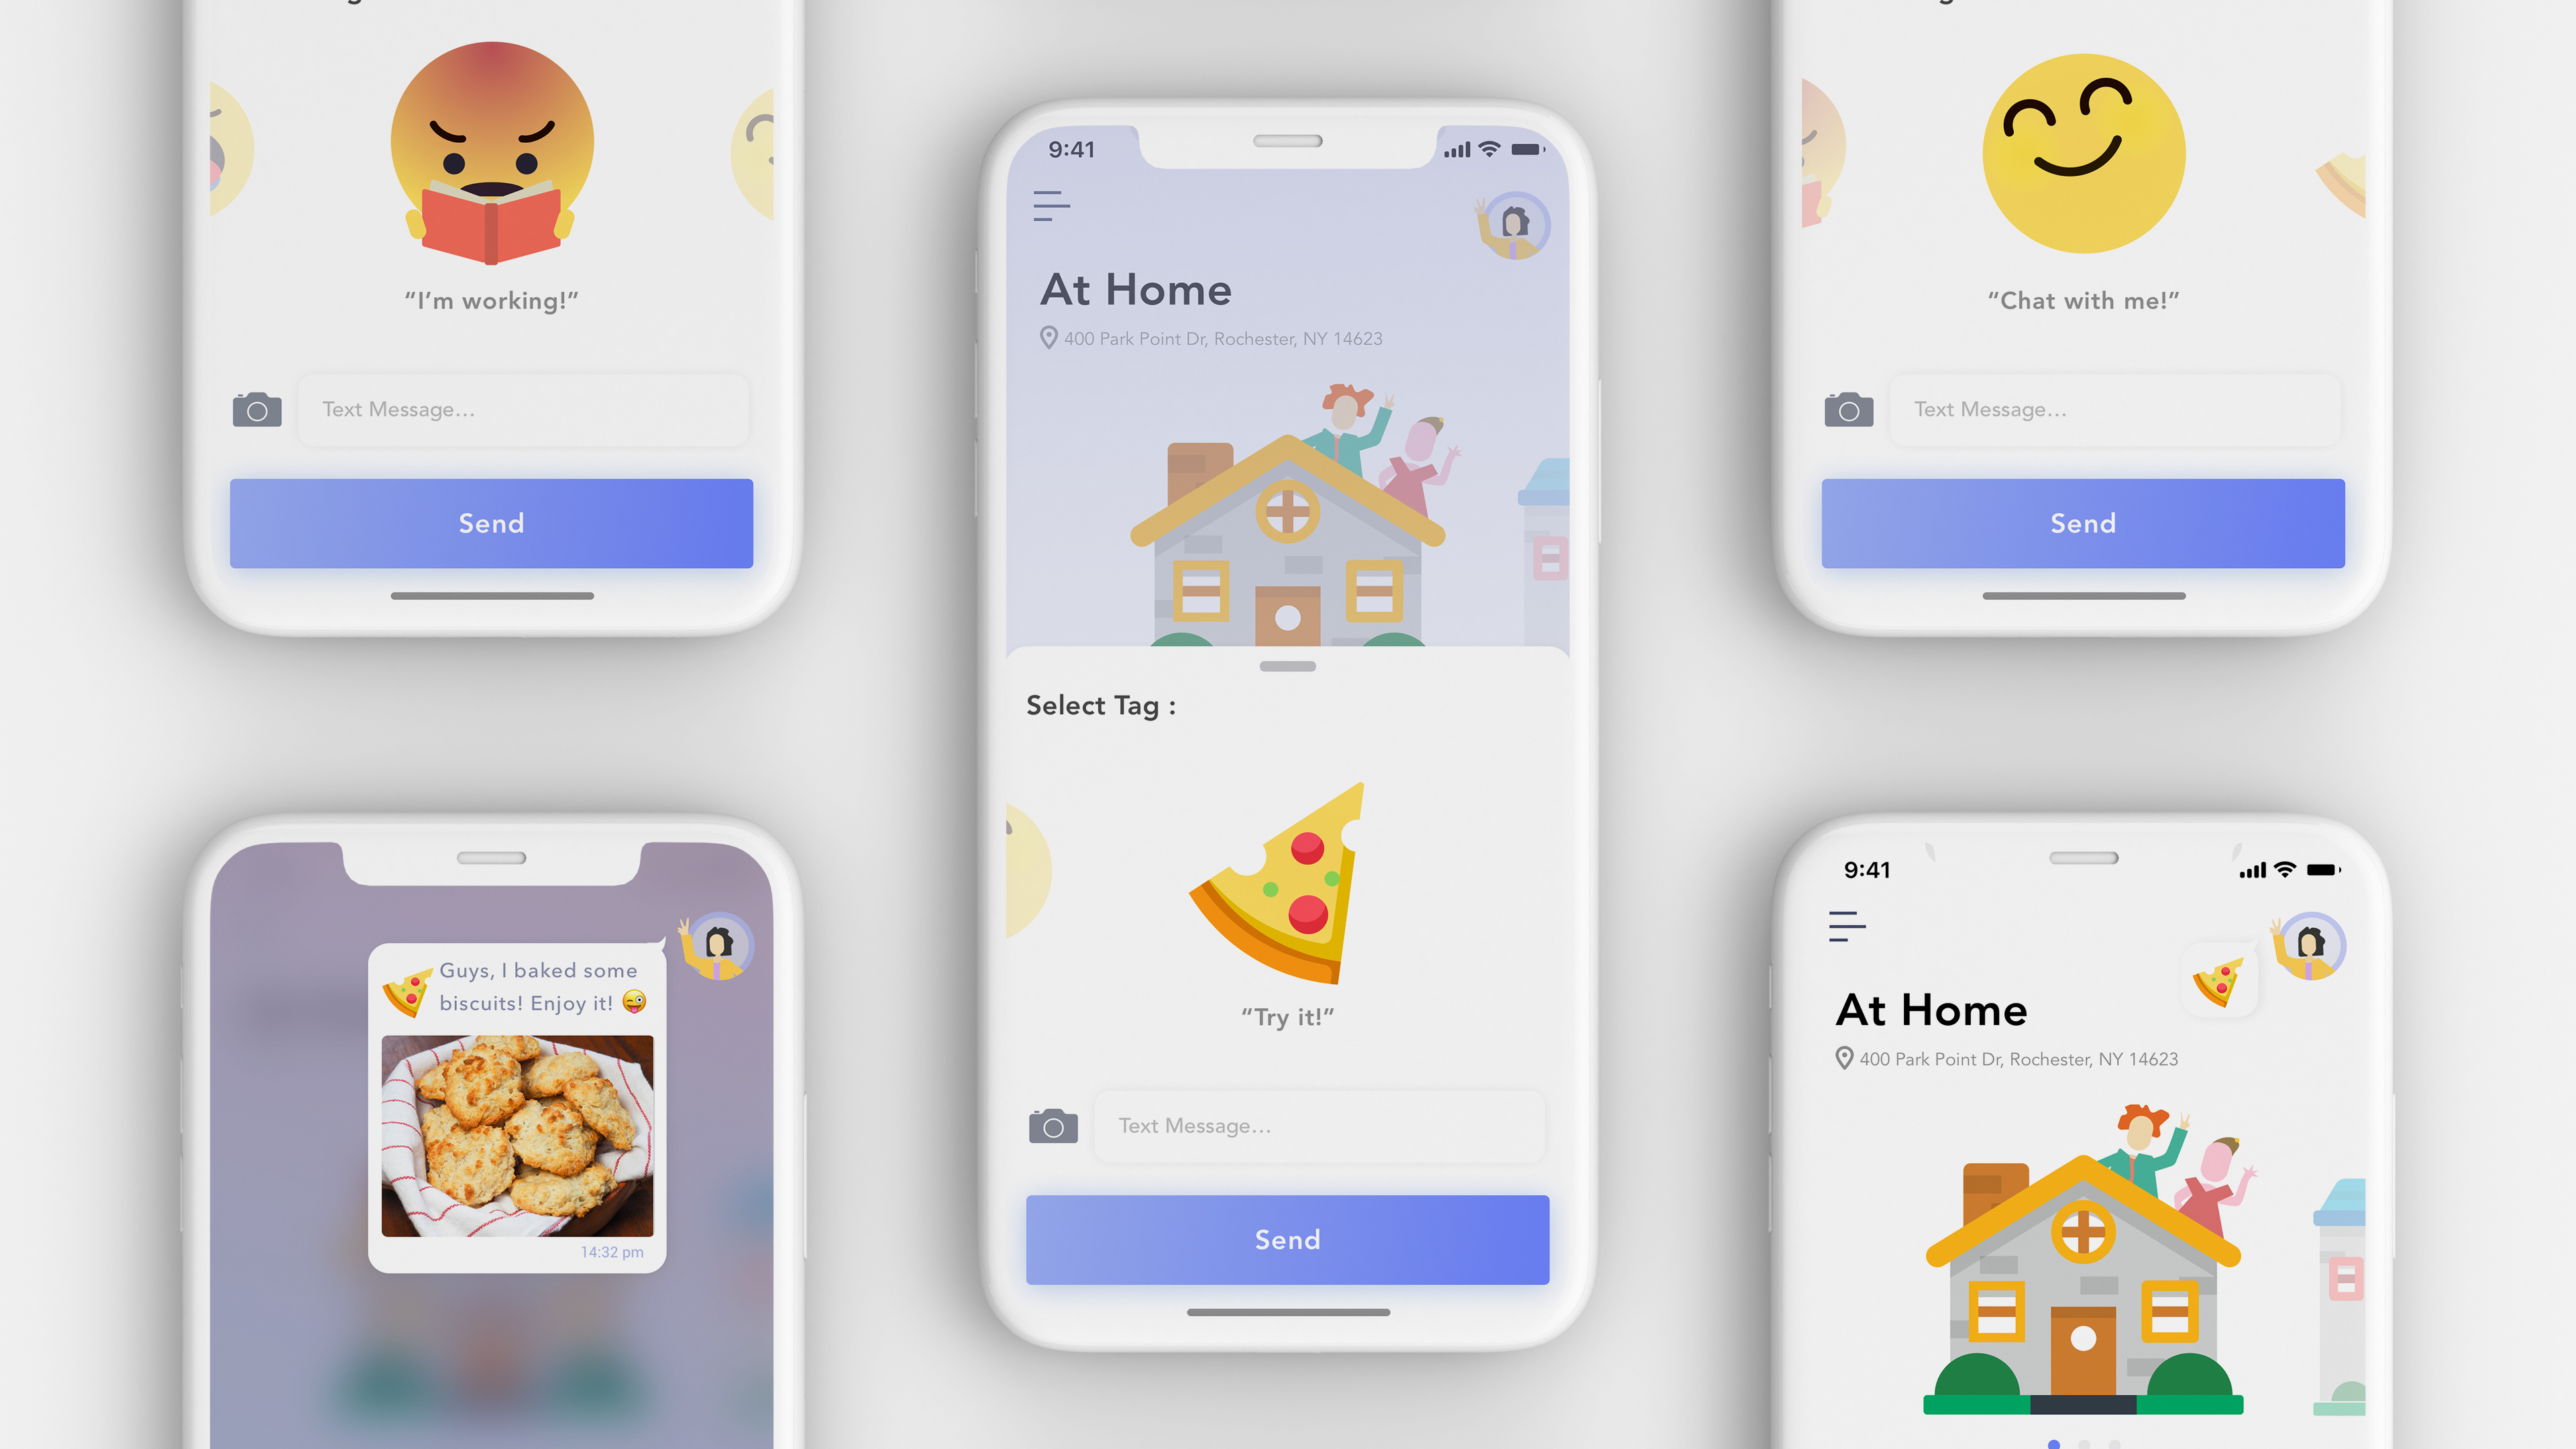 “I’m working!”
Text Message...
Send
Guys, I baked some
biscuits! Enjoy it! 😜
14:32 pm
9:41
At Home
400 Park Point Dr, Rochester, NY 14623
Select Tag :
“Try it!”
Text Message...
Send
“Chat with me!”
Text Message...
Send
9:41
At Home
400 Park Point Dr, Rochester, NY 14623